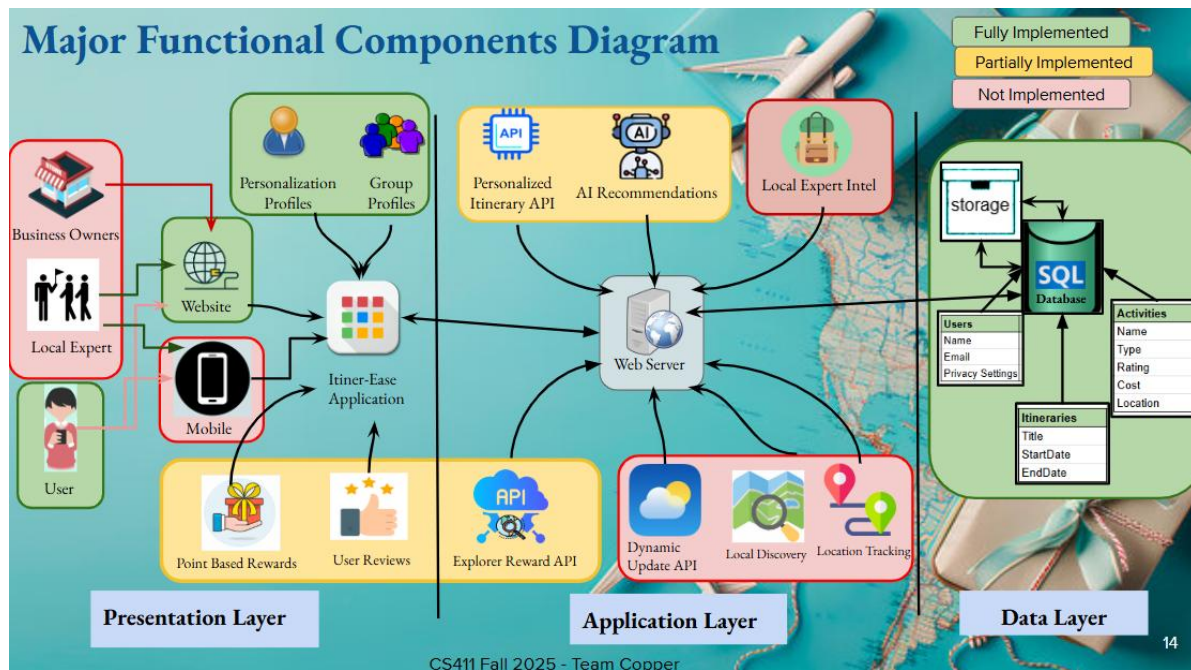 Major Functional Components Diagram
Fully Implemented
Partially Implemented
Not Implemented
Business Owners
Local Expert
User
Personalization
Profiles
Group
Profiles
Website
Mobile
Itiner-Ease
Application
Point Based Rewards
User Reviews
Explorer Reward API
API
API
Personalized
Itinerary API
AI
AI Recommendations
Local Expert Intel
Web Server
Dynamic
Update API
Local Discovery
Location Tracking
storage
SQL
Database
Users
Name
Email
Privacy Settings
Itineraries
Title
StartDate
EndDate
Activities
Name
Type
Rating
Cost
Location
Presentation Layer
Application Layer
Data Layer
14
CS411 Fall 2025 - Team Copper